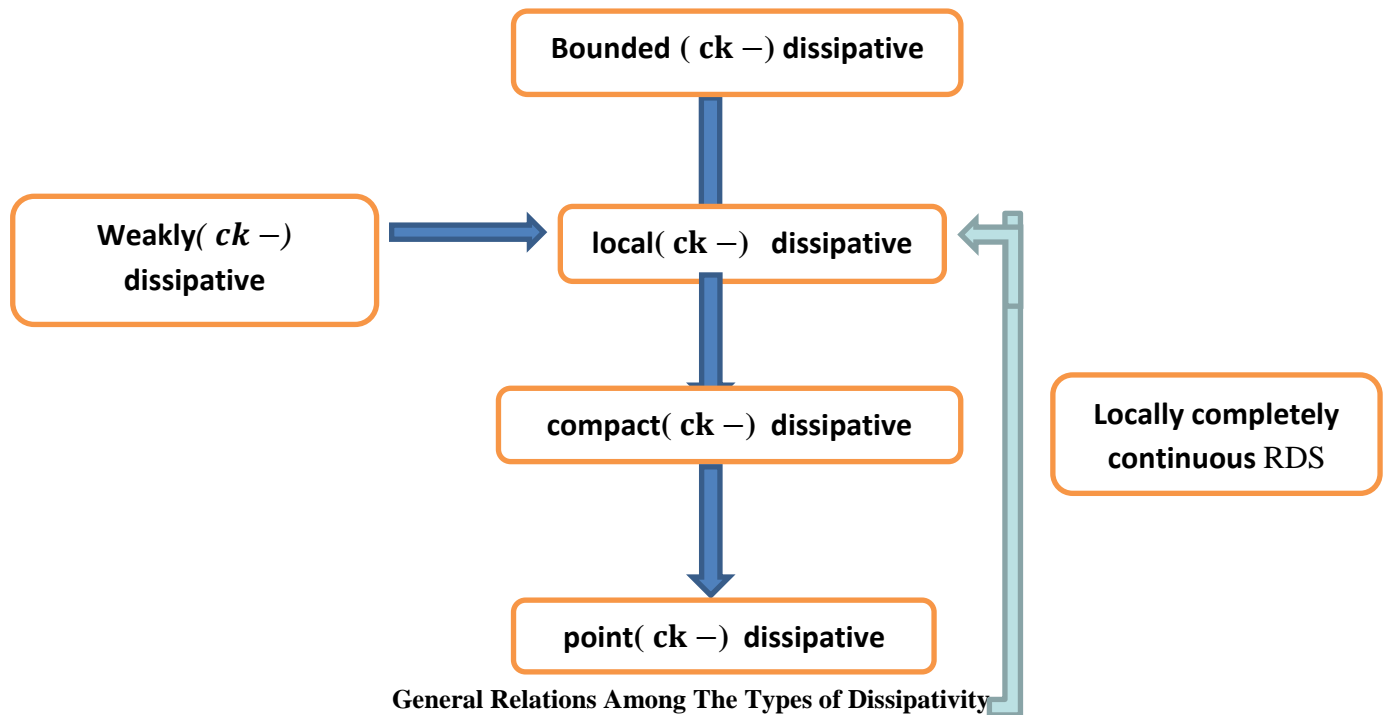 Bounded ( ck −) dissipative
Weakly( ck −)
dissipative
local( ck −) dissipative
compact( ck −) dissipative
Locally completely
continuous RDS
point( ck −) dissipative
General Relations Among The Types of Dissipativity